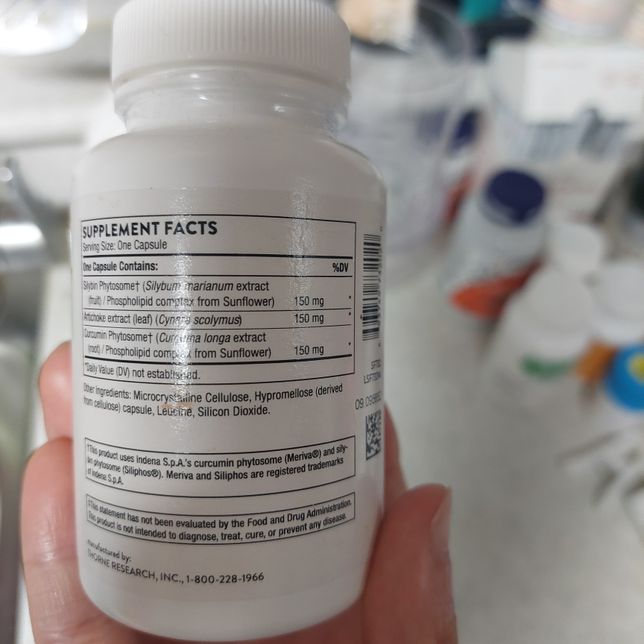 SUPPLEMENT FACTS
Serving Size: One Capsule
One Capsule Contains: %DV
Silybin Phytosome† (Silybum marianum extract
(fruit) / Phospholipid complex from Sunflower) 150 mg *
Artichoke extract (leaf) (Cynara scolymus) 150 mg *
Curcumin Phytosome† (Curcuma longa extract
(root) / Phospholipid complex from Sunflower) 150 mg *
*Daily Value (DV) not established.
Other Ingredients: Microcrystalline Cellulose, Hypromellose (derived
from cellulose) capsule, Leucine, Silicon Dioxide.
†This product uses Indena S.p.A.'s curcumin phytosome (Meriva®) and sily-
bin phytosome (Siliphos®). Meriva and Siliphos are registered trademarks
of Indena S.p.A.
‡This statement has not been evaluated by the Food and Drug Administration.
This product is not intended to diagnose, treat, cure, or prevent any disease.
manufactured by:
THORNE RESEARCH, INC., 1-800-228-1966